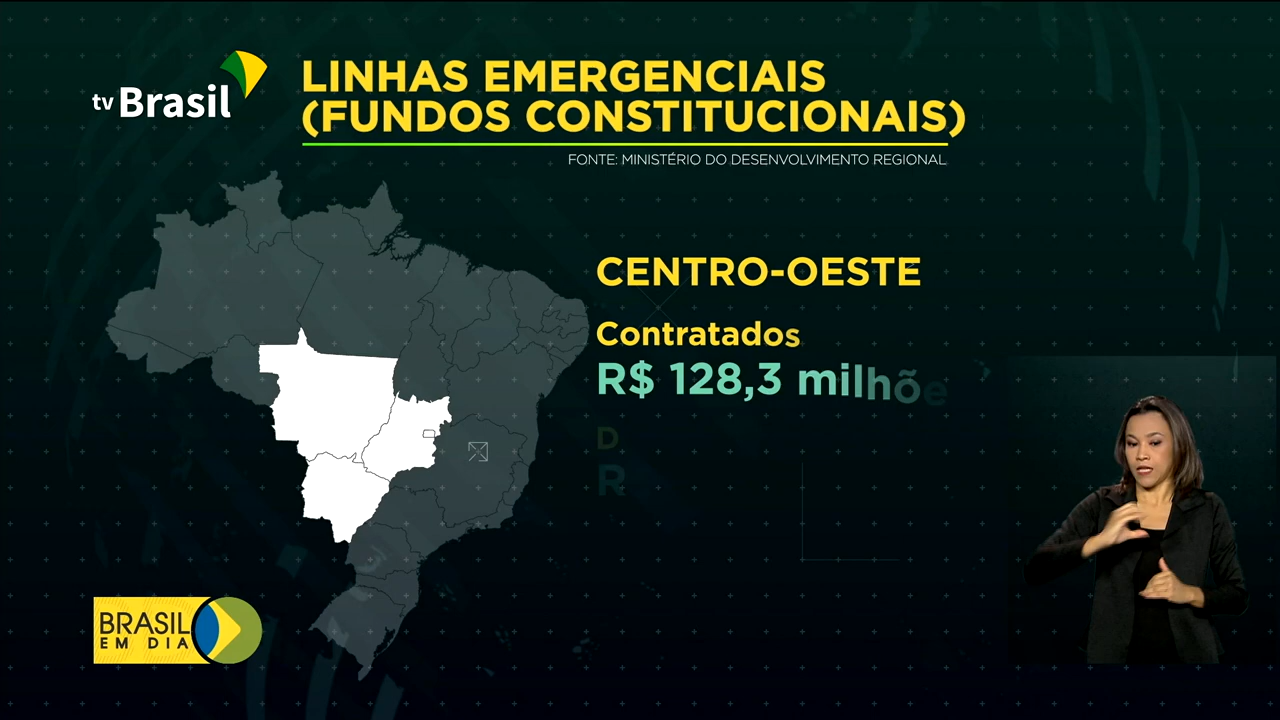 tv Brasil
LINHAS EMERGENCIAIS
(FUNDOS CONSTITUCIONAIS)
FONTE: MINISTÉRIO DO DESENVOLVIMENTO REGIONAL
CENTRO-OESTE
Contratados
R$ 128,3 milhõe
D
R
BRASIL
EM DIA